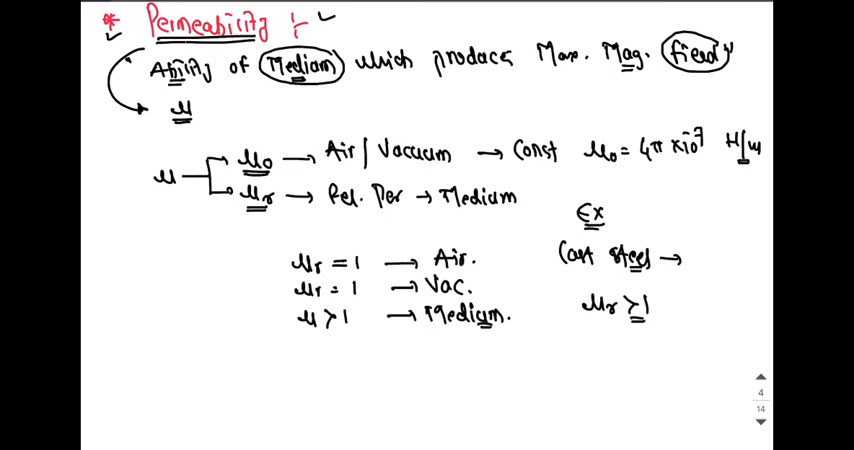 * Permeability :-
Ability of Medium which produces Max. Mag. field
μ
μ → μ₀ → Air / Vacuum → Const μ₀ = 4π × 10⁻⁷ H/m
→ μr → Rel. Per → Medium
Ex
μr = 1 → Air. Cast steel →
μr = 1 → Vac.
μ > 1 → Medium. μr > 1
4
14